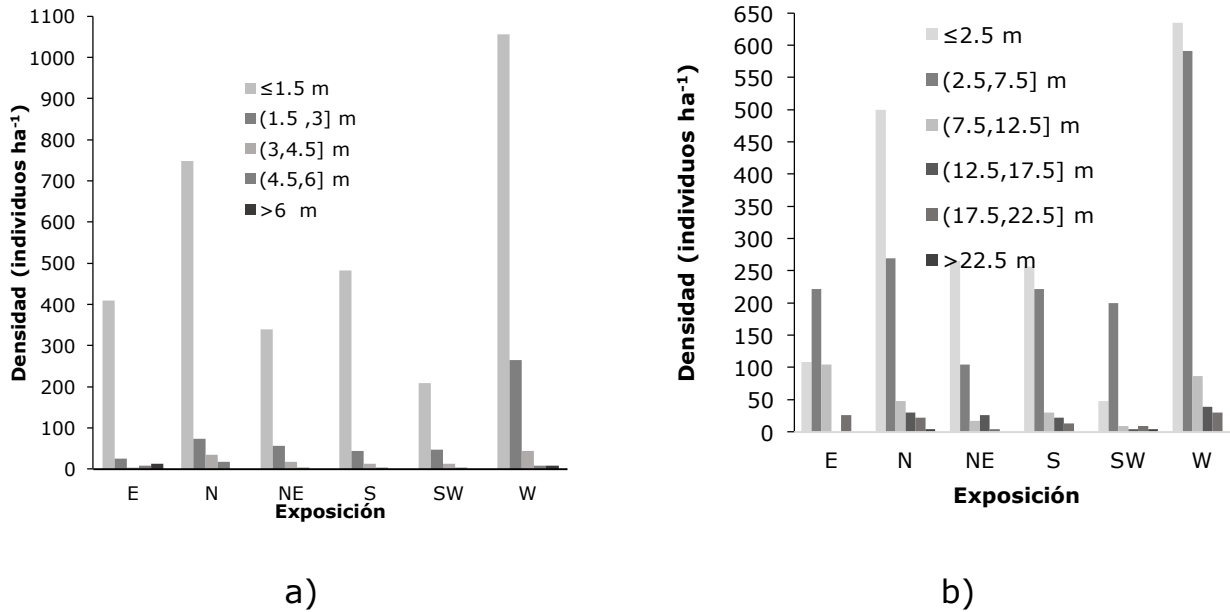 Densidad (individuos ha⁻¹)
1100
1000
900
800
700
600
500
400
300
200
100
0
≤1.5 m
(1.5 ,3] m
(3,4.5] m
(4.5,6] m
>6 m
E N NE S SW W
Exposición
a)
Densidad (individuos ha⁻¹)
650
600
550
500
450
400
350
300
250
200
150
100
50
0
≤2.5 m
(2.5,7.5] m
(7.5,12.5] m
(12.5,17.5] m
(17.5,22.5] m
>22.5 m
E N NE S SW W
Exposición
b)